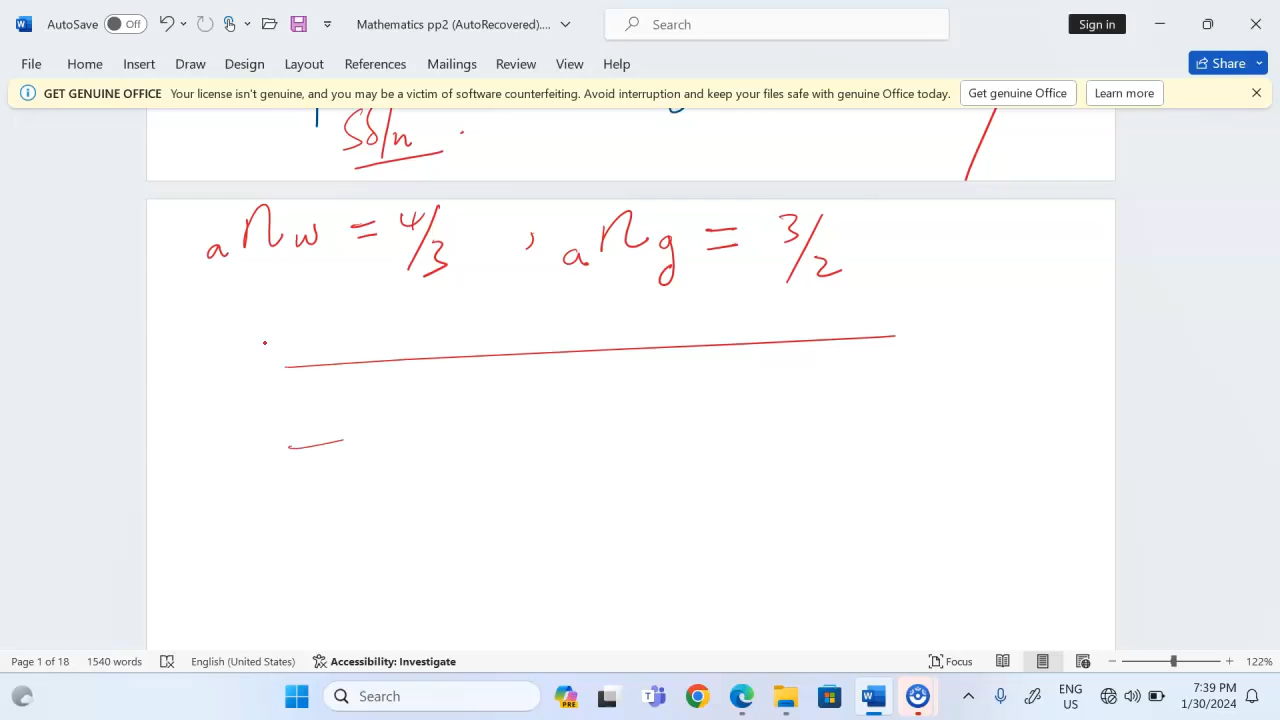 AutoSave Off Mathematics pp2 (AutoRecovered).... Search Sign in
File Home Insert Draw Design Layout References Mailings Review View Help Share
GET GENUINE OFFICE Your license isn't genuine, and you may be a victim of software counterfeiting. Avoid interruption and keep your files safe with genuine Office today. Get genuine Office Learn more
Soln
aηw = 4/3 , aηg = 3/2
Page 1 of 18 1540 words English (United States) Accessibility: Investigate Focus 122%
Search PRE ENG 7:39 PM
US 1/30/2024